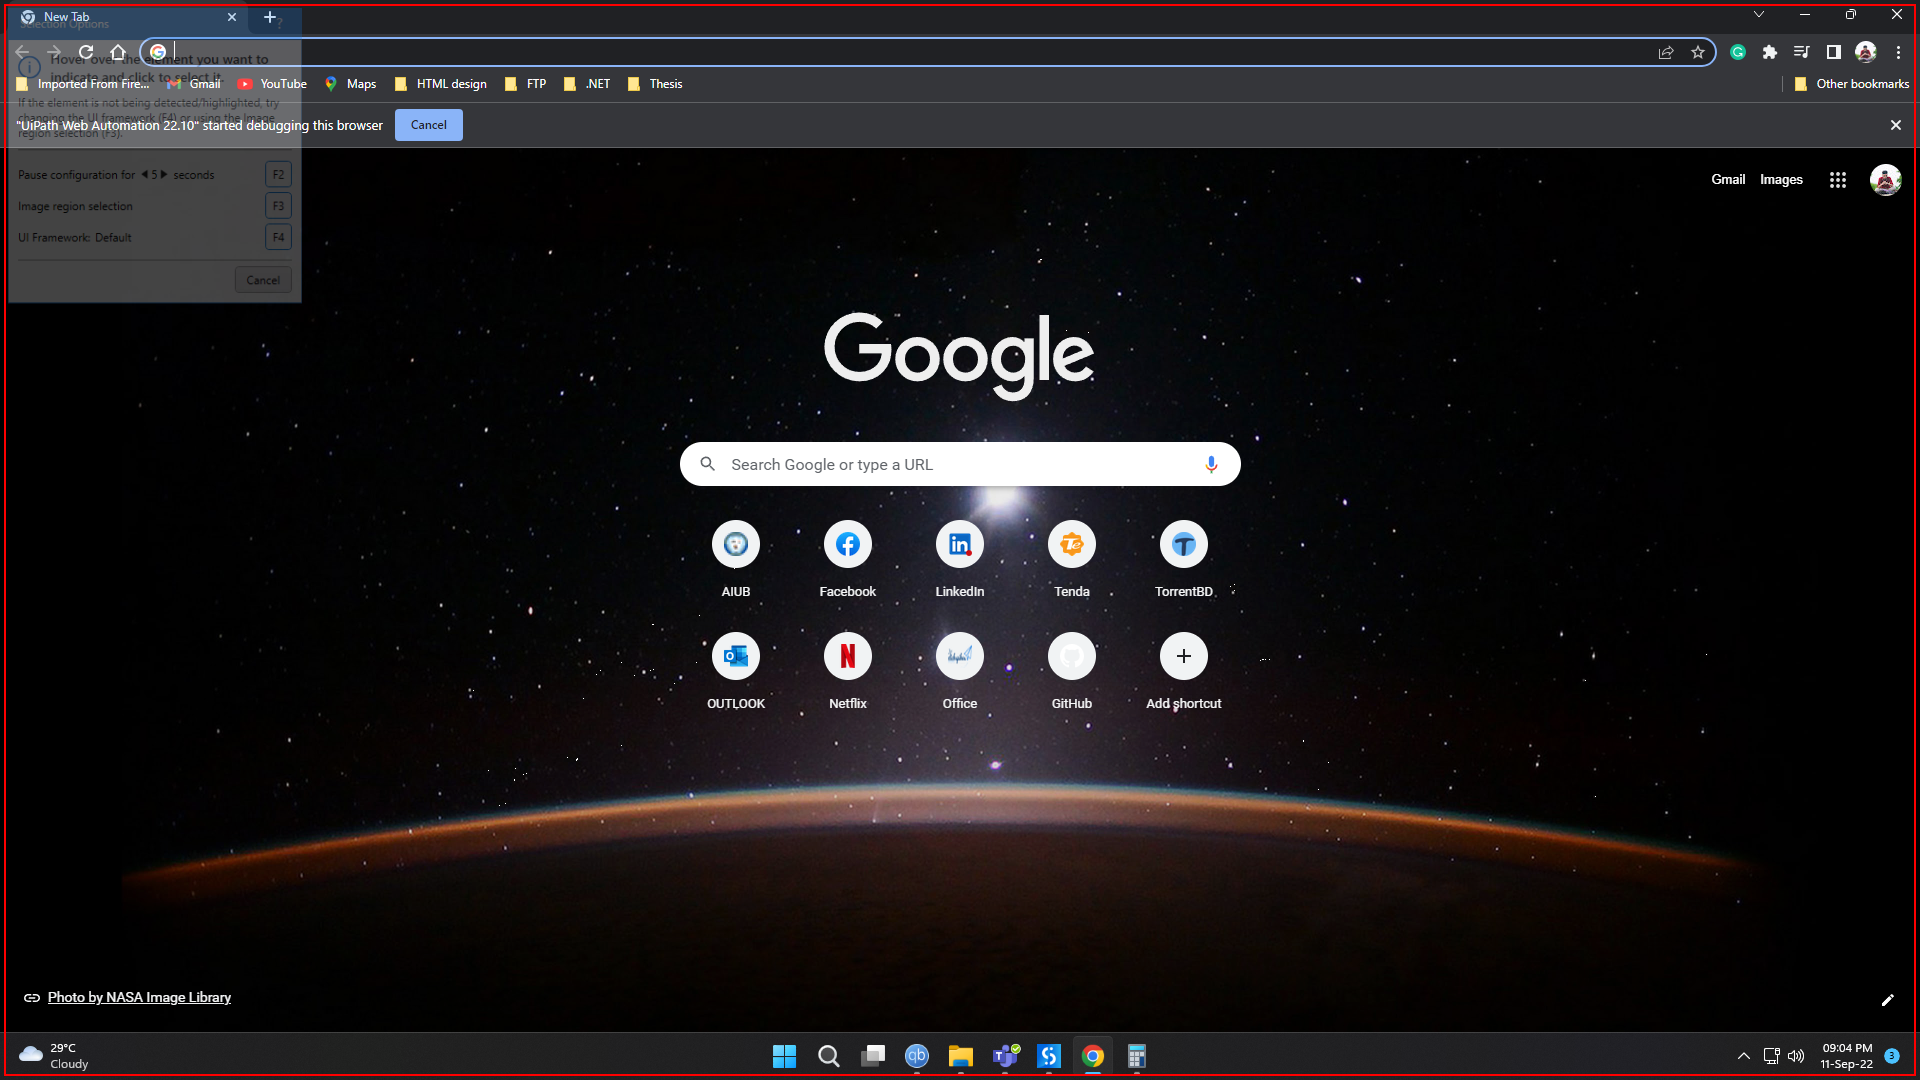 New Tab
Selection Options
?
Hover over the element you want to
indicate and click to select it.
Imported From Fire...
Gmail
YouTube
Maps
HTML design
FTP
.NET
Thesis
Other bookmarks
If the element is not being detected/highlighted, try
changing the UI framework (F4) or using the Image
region selection (F3).
"UiPath Web Automation 22.10" started debugging this browser
Cancel
Pause configuration for 5 seconds
F2
Image region selection
F3
UI Framework: Default
F4
Cancel
Gmail
Images
Google
Search Google or type a URL
AIUB
Facebook
LinkedIn
Tenda
TorrentBD
OUTLOOK
Netflix
Office
GitHub
Add shortcut
Photo by NASA Image Library
29°C
Cloudy
09:04 PM
11-Sep-22
3